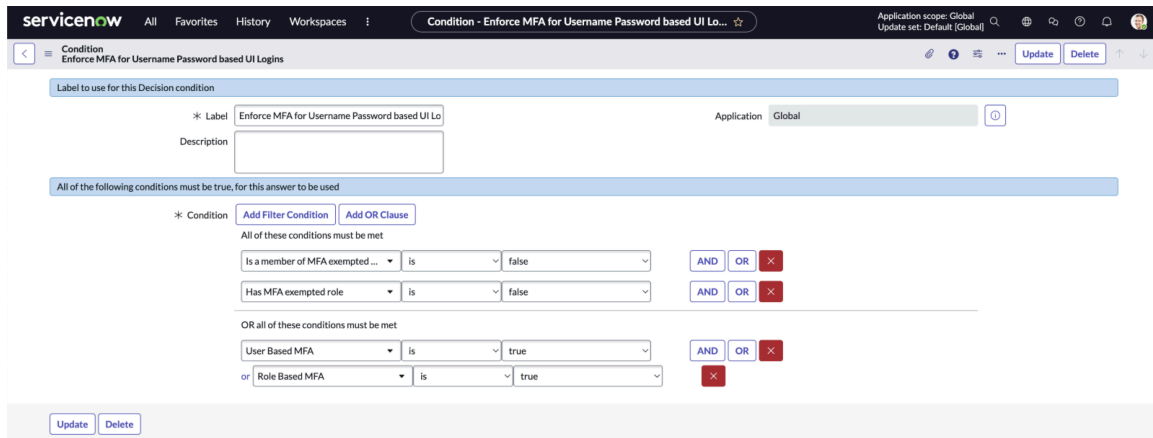 servicenow All Favorites History Workspaces Condition - Enforce MFA for Username Password based UI Lo... Application scope: Global
Update set: Default [Global]
Condition
Enforce MFA for Username Password based UI Logins
Update Delete
Label to use for this Decision condition
Label Enforce MFA for Username Password based UI Lo Application Global
Description
All of the following conditions must be true, for this answer to be used
Condition Add Filter Condition Add OR Clause
All of these conditions must be met
Is a member of MFA exempted ... is false AND OR
Has MFA exempted role is false AND OR
OR all of these conditions must be met
User Based MFA is true AND OR
or Role Based MFA is true
Update Delete